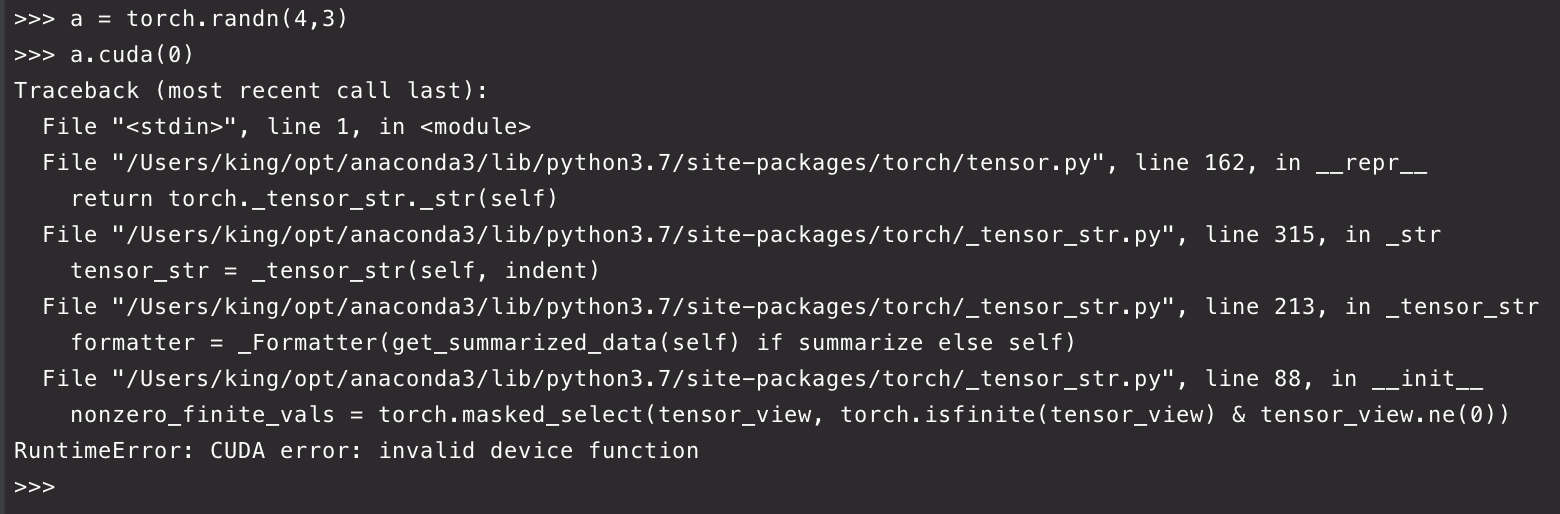 >>> a = torch.randn(4,3)
>>> a.cuda(0)
Traceback (most recent call last):
  File "<stdin>", line 1, in <module>
  File "/Users/king/opt/anaconda3/lib/python3.7/site-packages/torch/tensor.py", line 162, in __repr__
    return torch._tensor_str._str(self)
  File "/Users/king/opt/anaconda3/lib/python3.7/site-packages/torch/_tensor_str.py", line 315, in _str
    tensor_str = _tensor_str(self, indent)
  File "/Users/king/opt/anaconda3/lib/python3.7/site-packages/torch/_tensor_str.py", line 213, in _tensor_str
    formatter = _Formatter(get_summarized_data(self) if summarize else self)
  File "/Users/king/opt/anaconda3/lib/python3.7/site-packages/torch/_tensor_str.py", line 88, in __init__
    nonzero_finite_vals = torch.masked_select(tensor_view, torch.isfinite(tensor_view) & tensor_view.ne(0))
RuntimeError: CUDA error: invalid device function
>>>